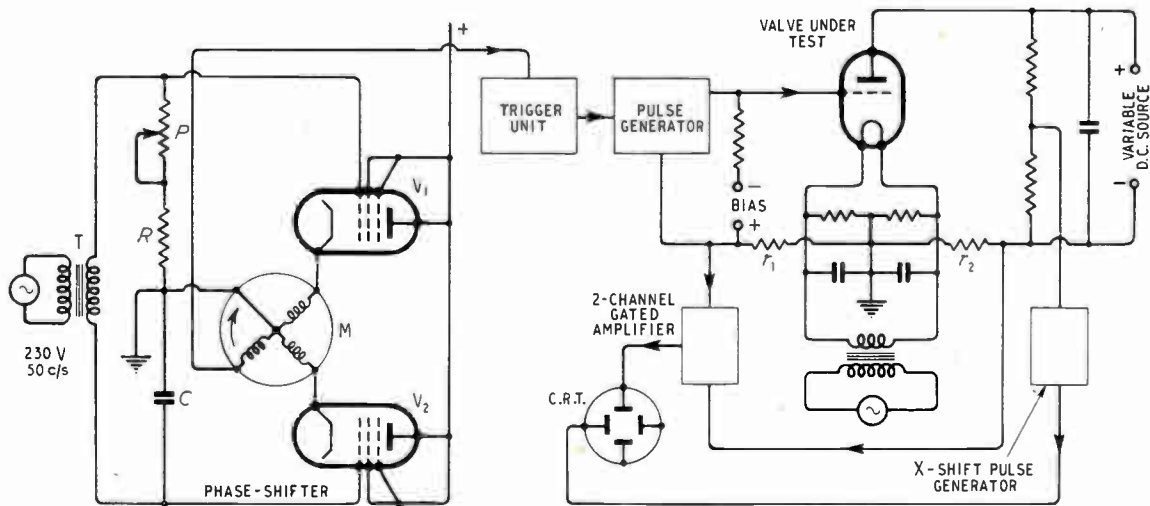 +
VALVE UNDER
TEST
TRIGGER
UNIT
PULSE
GENERATOR
+
VARIABLE
D.C. SOURCE
−
P
V1
−
BIAS
+
R
T
r1
r2
M
2-CHANNEL
GATED
AMPLIFIER
230 V
50 c/s
C
V2
C.R.T.
PHASE-SHIFTER
X-SHIFT PULSE
GENERATOR